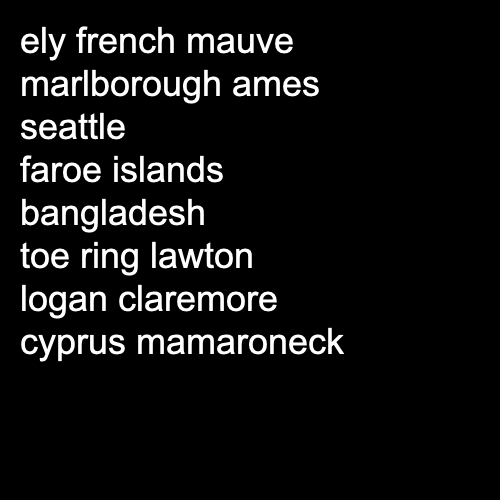 ely french mauve
marlborough ames
seattle
faroe islands
bangladesh
toe ring lawton
logan claremore
cyprus mamaroneck